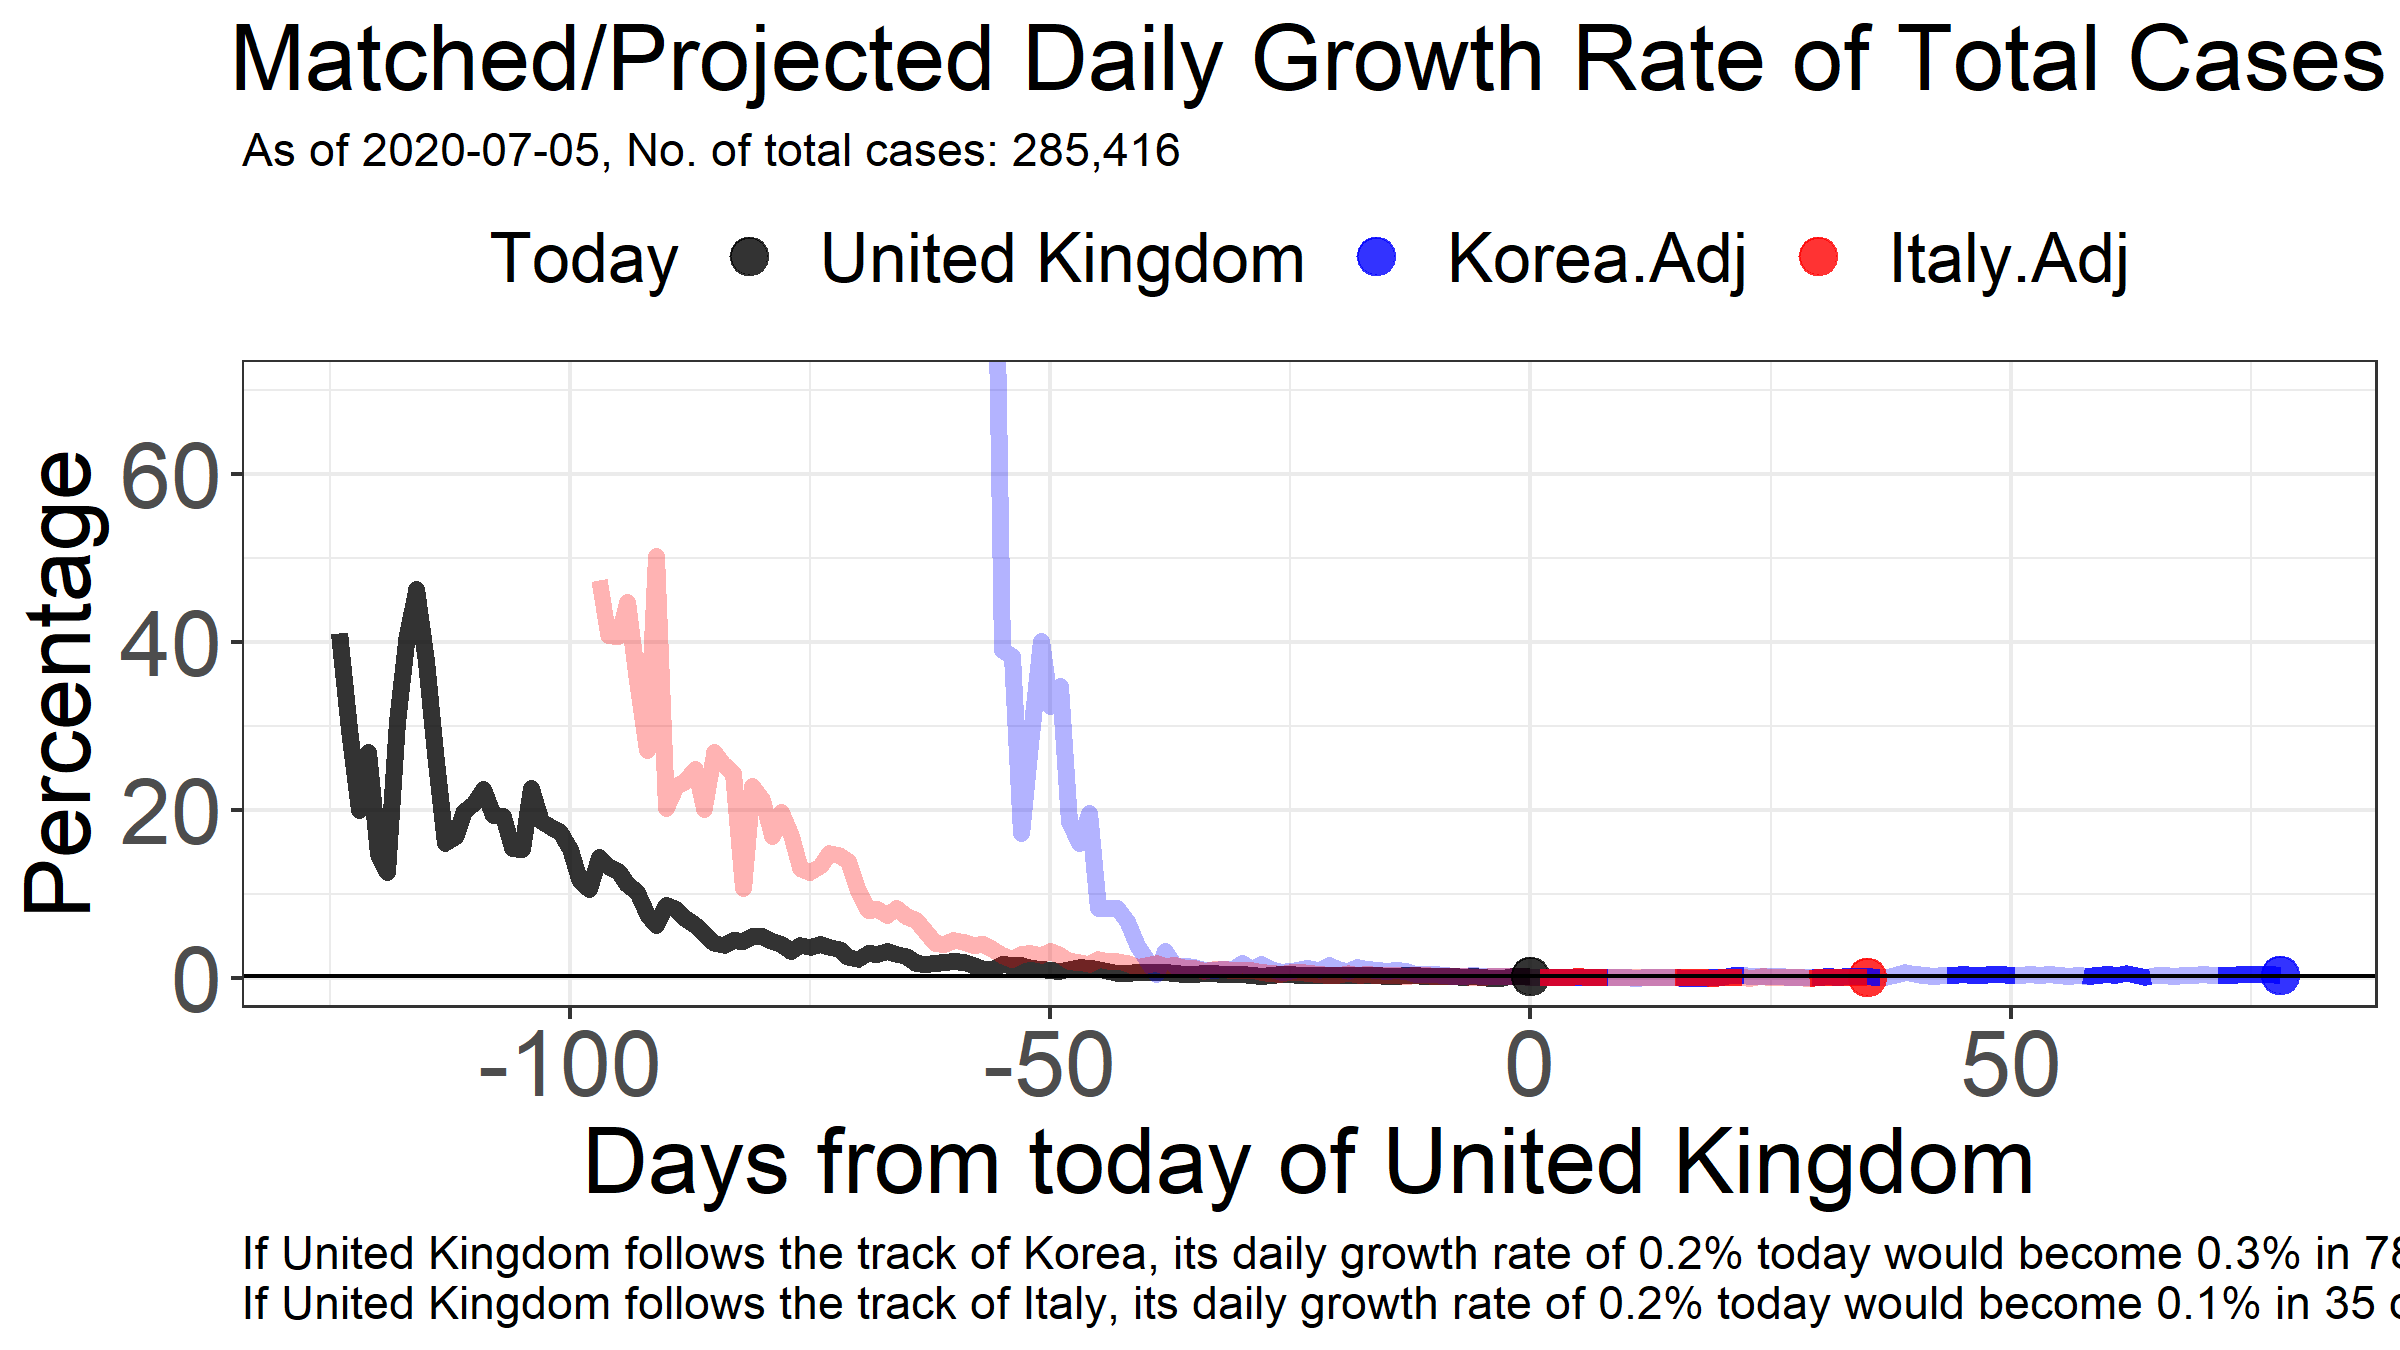 Matched/Projected Daily Growth Rate of Total Cases
As of 2020-07-05, No. of total cases: 285,416
Today United Kingdom Korea.Adj Italy.Adj
Percentage
60
40
20
0
-100 -50 0 50
Days from today of United Kingdom
If United Kingdom follows the track of Korea, its daily growth rate of 0.2% today would become 0.3% in 78
If United Kingdom follows the track of Italy, its daily growth rate of 0.2% today would become 0.1% in 35